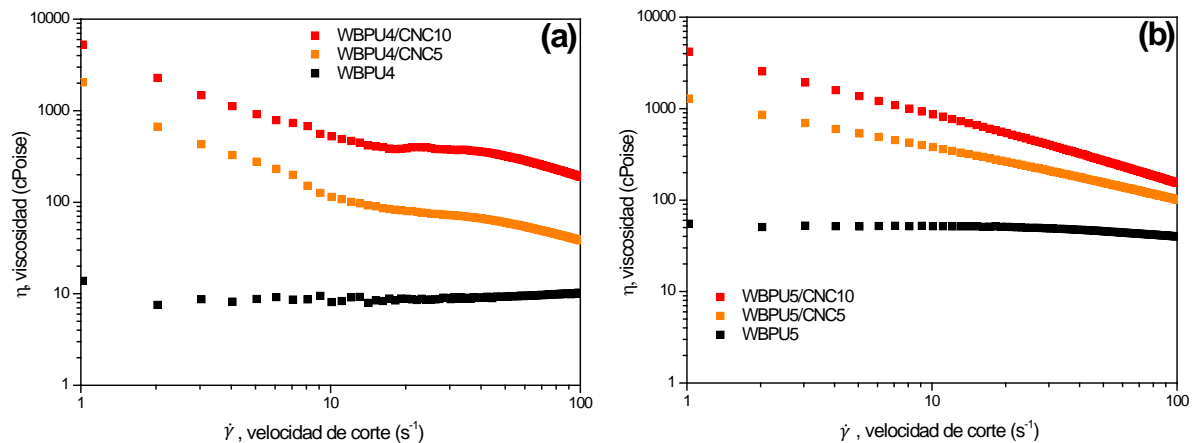 (a)
10000
1000
100
10
1
η, viscosidad (cPoise)
WBPU4/CNC10
WBPU4/CNC5
WBPU4
1
10
100
γ̇ , velocidad de corte (s⁻¹)
(b)
10000
1000
100
10
1
η, viscosidad (cPoise)
WBPU5/CNC10
WBPU5/CNC5
WBPU5
1
10
100
γ̇ , velocidad de corte (s⁻¹)